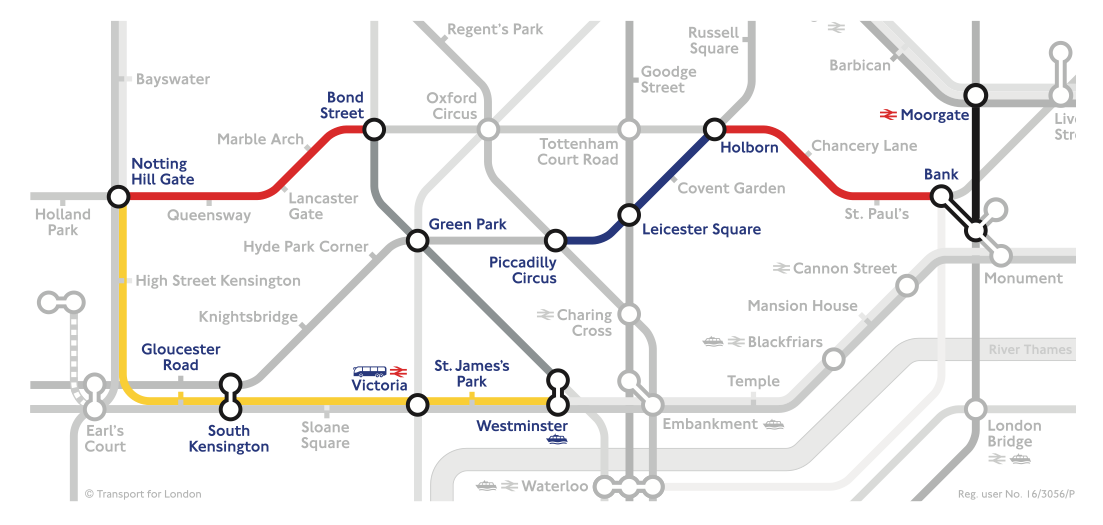 Regent's Park
Russell
Square
Bayswater
Goodge
Street
Barbican
Bond
Street
Oxford
Circus
Moorgate
Live
Stre
Marble Arch
Tottenham
Court Road
Holborn
Chancery Lane
Notting
Hill Gate
Bank
Covent Garden
Lancaster
Gate
Holland
Park
Queensway
St. Paul's
Green Park
Leicester Square
Hyde Park Corner
Piccadilly
Circus
Cannon Street
Monument
High Street Kensington
Mansion House
Knightsbridge
Charing
Cross
Blackfriars
River Thames
Gloucester
Road
Victoria
St. James's
Park
Temple
Earl's
Court
South
Kensington
Sloane
Square
Westminster
Embankment
London
Bridge
Waterloo
© Transport for London
Reg. user No. 16/3056/P